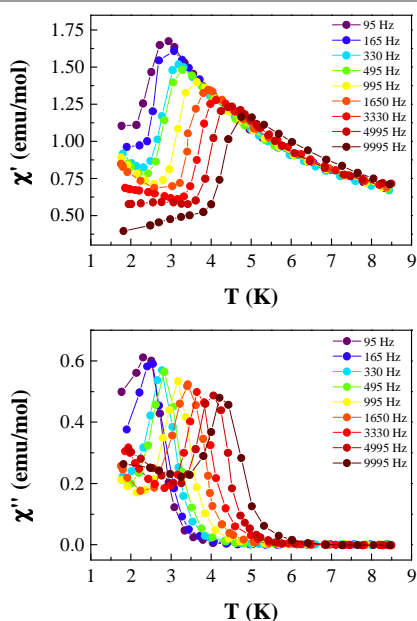 1.75
1.50
1.25
1.00
0.75
0.50
χ' (emu/mol)
95 Hz
165 Hz
330 Hz
495 Hz
995 Hz
1650 Hz
3330 Hz
4995 Hz
9995 Hz
1 2 3 4 5 6 7 8 9
T (K)
0.6
0.4
0.2
0.0
χ'' (emu/mol)
95 Hz
165 Hz
330 Hz
495 Hz
995 Hz
1650 Hz
3330 Hz
4995 Hz
9995 Hz
1 2 3 4 5 6 7 8 9
T (K)